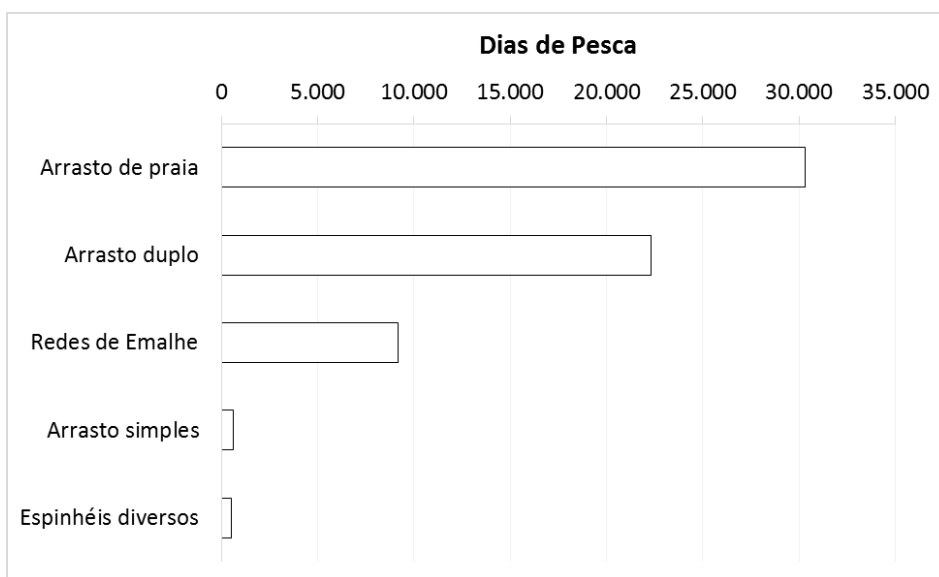 Dias de Pesca
0 5.000 10.000 15.000 20.000 25.000 30.000 35.000
Arrasto de praia
Arrasto duplo
Redes de Emalhe
Arrasto simples
Espinhéis diversos